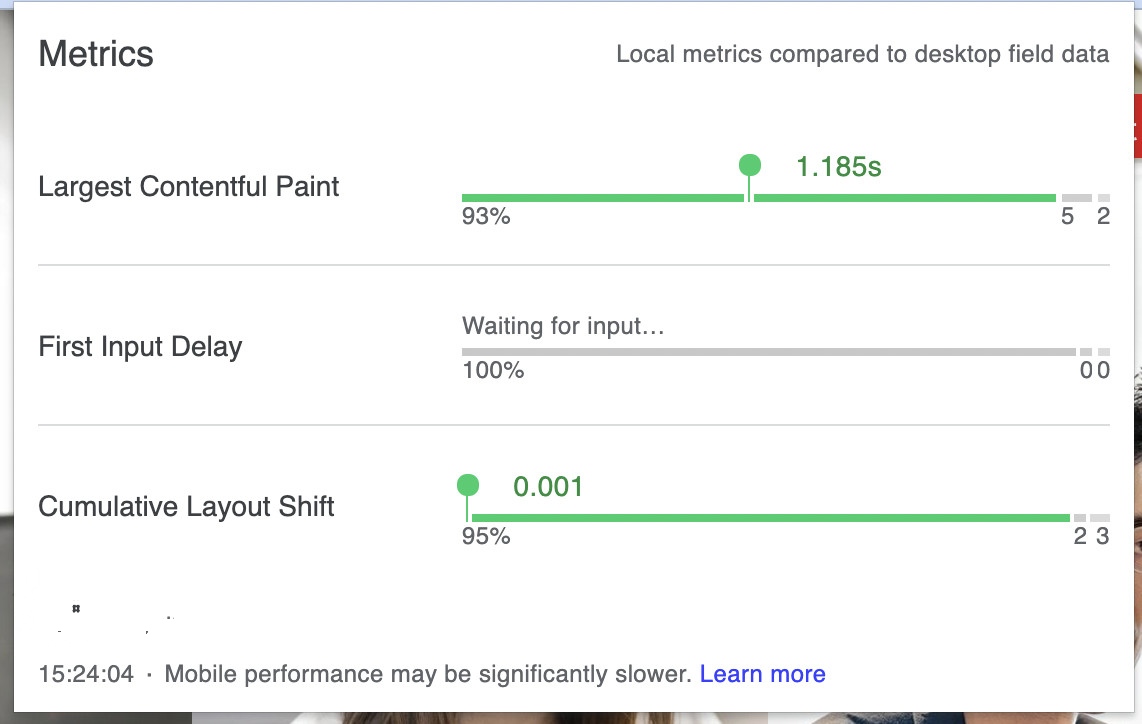 Metrics
Local metrics compared to desktop field data
Largest Contentful Paint
1.185s
93% 5 2
First Input Delay
Waiting for input…
100% 0 0
Cumulative Layout Shift
0.001
95% 2 3
15:24:04 · Mobile performance may be significantly slower. Learn more